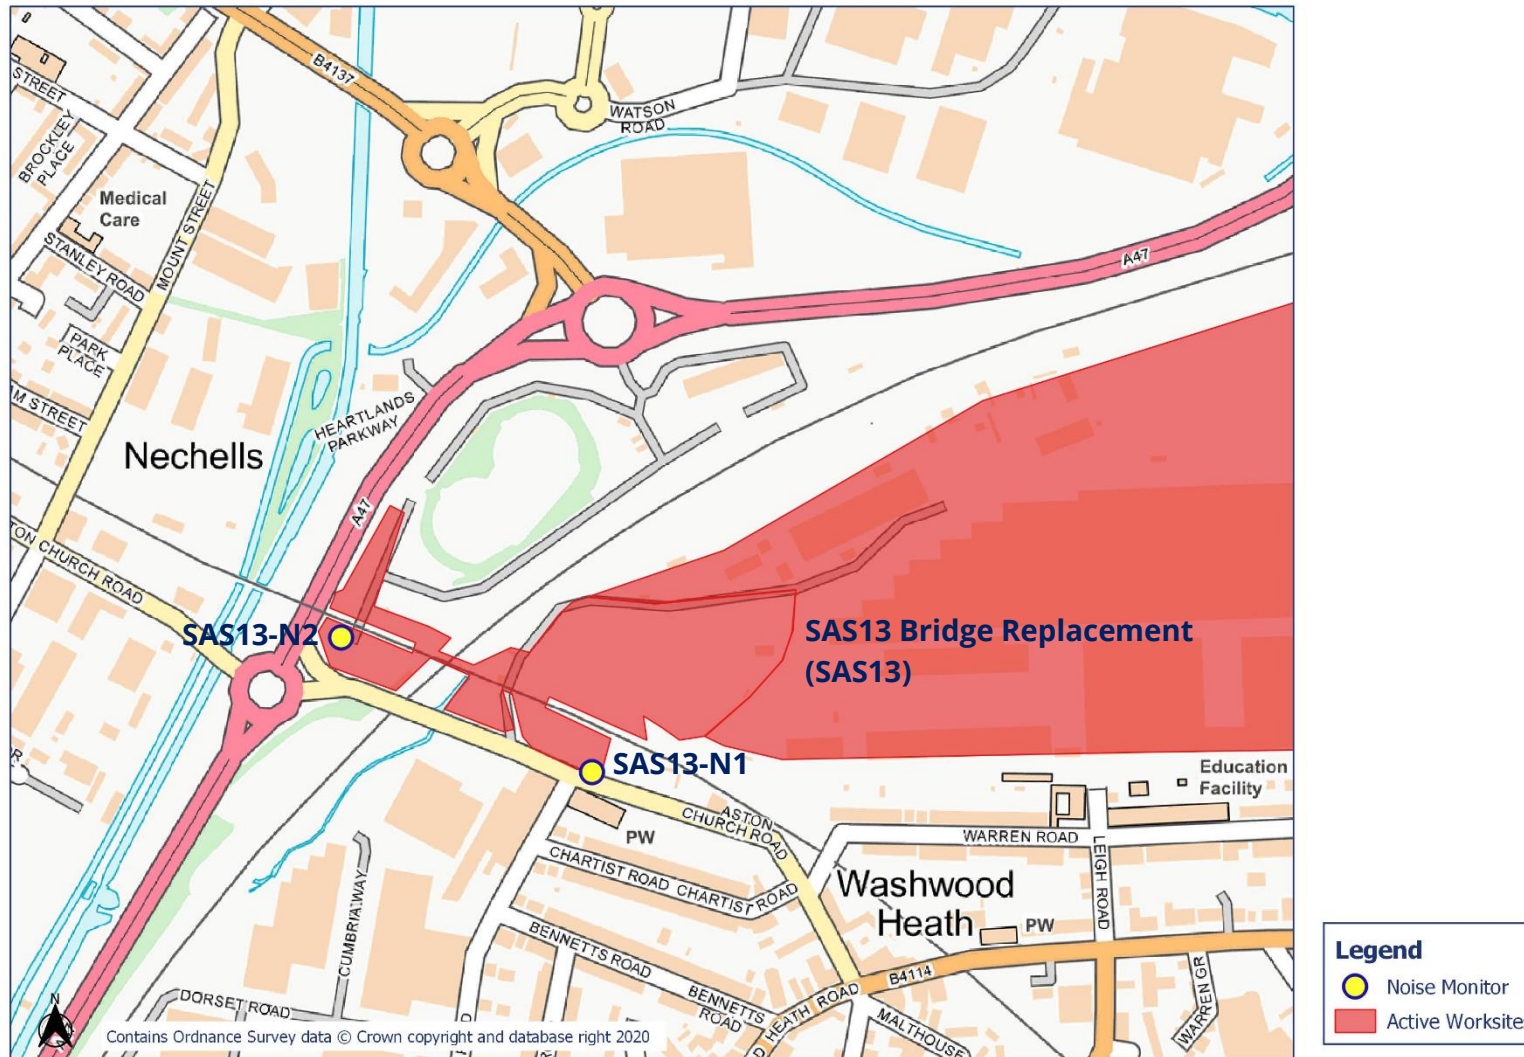 B4137
STREET
WATSON
ROAD
BROCKLEY
PLACE
Medical
Care
MOUNT STREET
STANLEY ROAD
A47
PARK
PLACE
M STREET
HEARTLANDS
PARKWAY
Nechells
A47
ON CHURCH ROAD
SAS13-N2
SAS13 Bridge Replacement
(SAS13)
SAS13-N1
Education
Facility
ASTON
CHURCH ROAD
PW
WARREN ROAD
LEIGH ROAD
CHARTIST ROAD
CHARTIST ROAD
Washwood
Heath
PW
CUMBRIA WAY
BENNETTS ROAD
BENNETTS
ROAD
B4114
HEATH ROAD
DORSET ROAD
MALTHOUSE
WARREN GR
N
Contains Ordnance Survey data © Crown copyright and database right 2020
Legend
Noise Monitor
Active Worksites